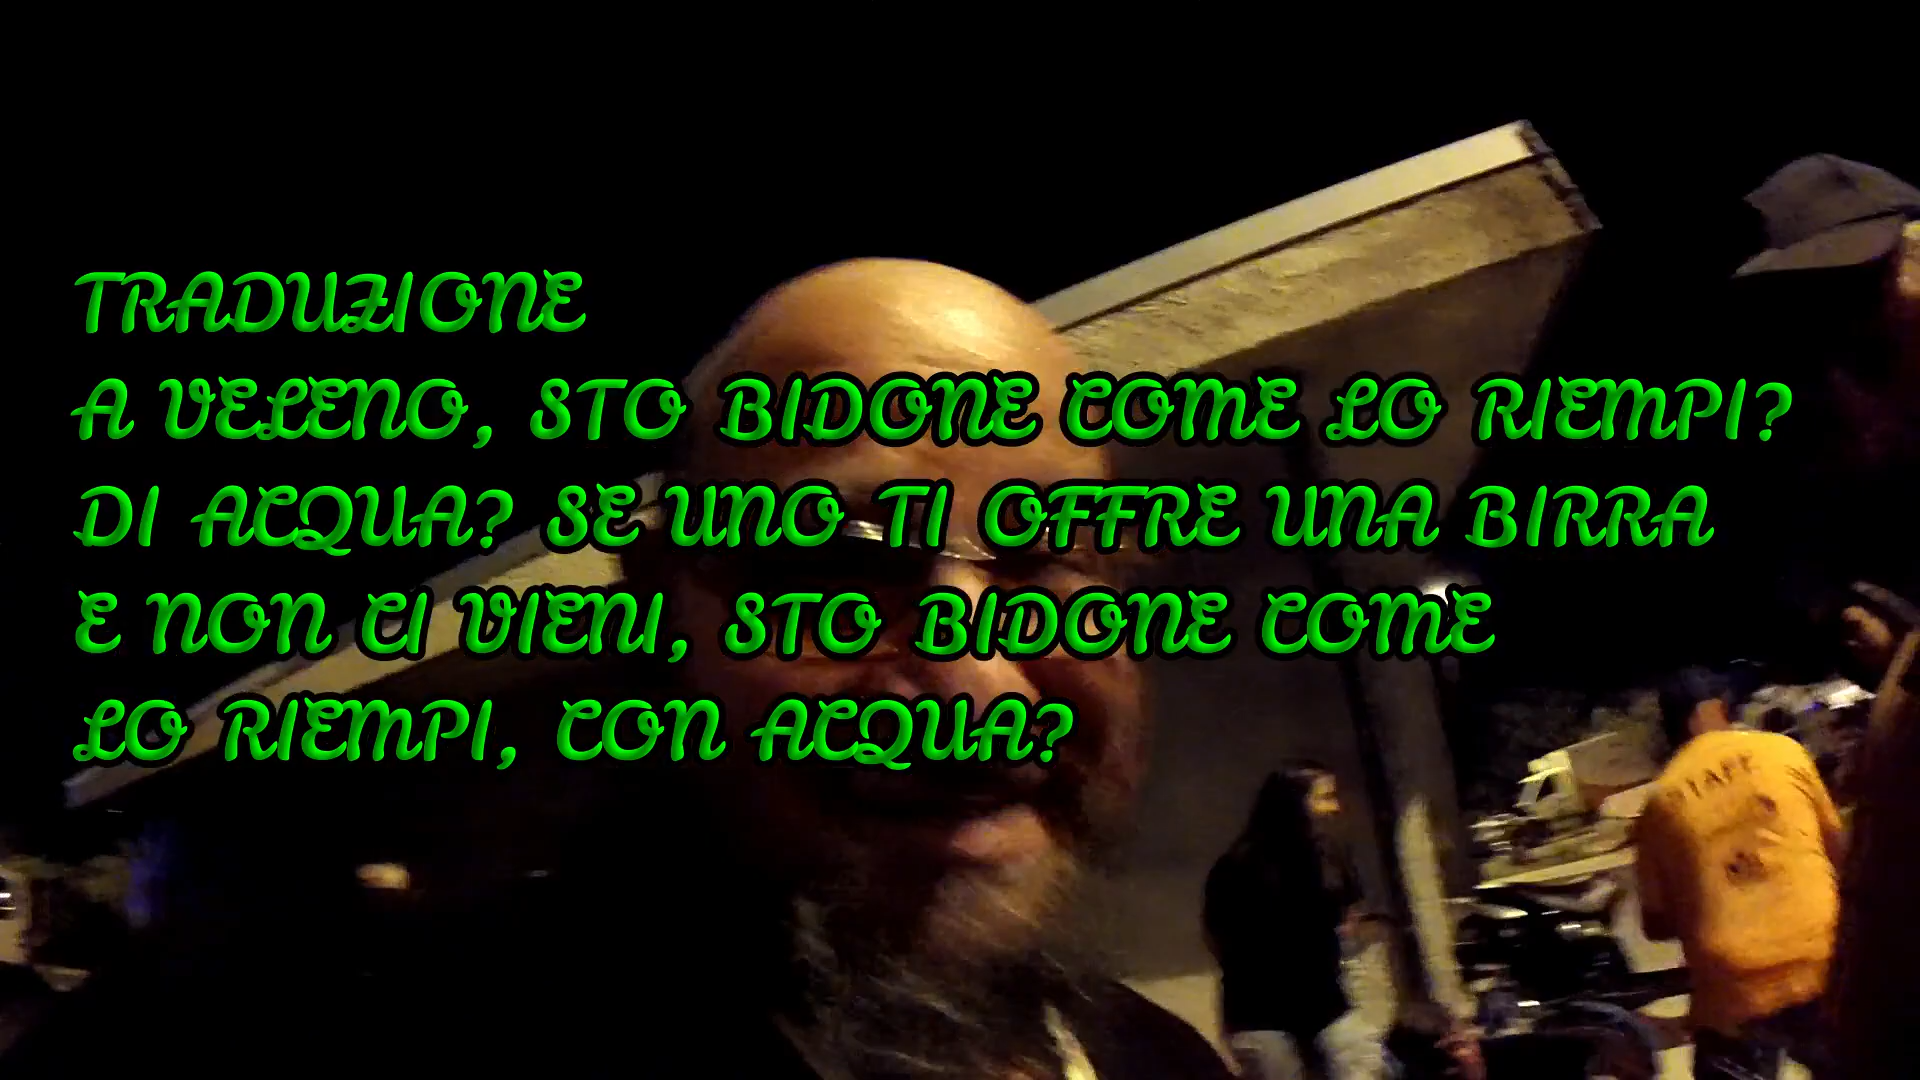 TRADUZIONE
A VELENO, STO BIDONE COME LO RIEMPI?
DI ACQUA? SE UNO TI OFFRE UNA BIRRA
E NON CI VIENI, STO BIDONE COME
LO RIEMPI, CON ACQUA?
STAFF